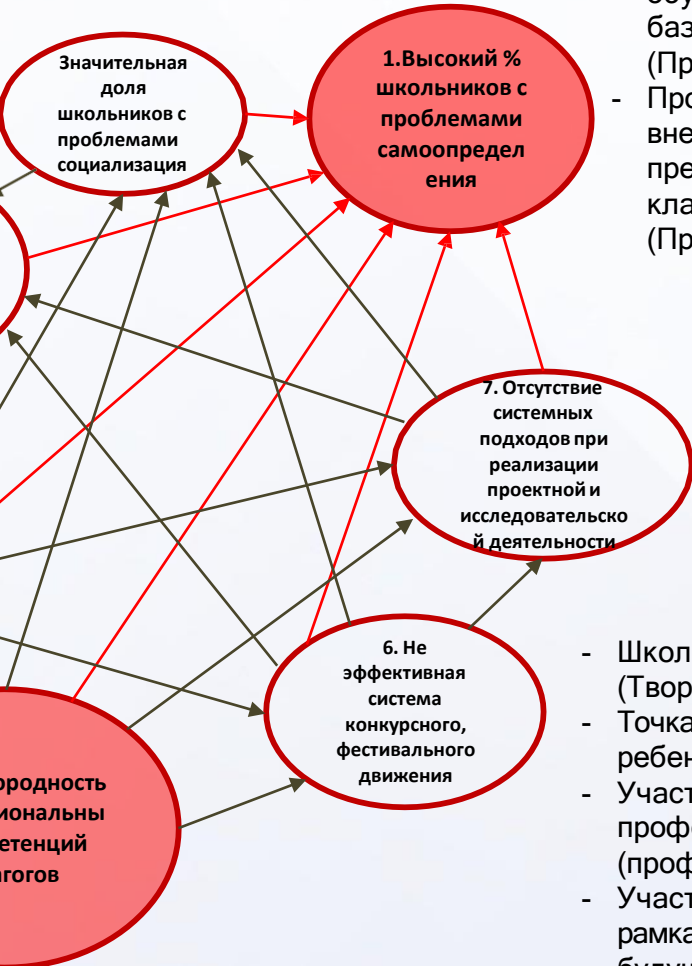 Значительная
доля
школьников с
проблемами
социализация
1.Высокий %
школьников с
проблемами
самоопредел
ения
баз
(Пр
- Про
вне
пре
кла
(Пр
7. Отсутствие
системных
подходов при
реализации
проектной и
исследовательско
й деятельности
6. Не
эффективная
система
конкурсного,
фестивального
движения
ородность
иональны
етенций
гогов
- Школ
(Твор
- Точка
ребен
- Участ
профе
(проф
- Участ
рамка